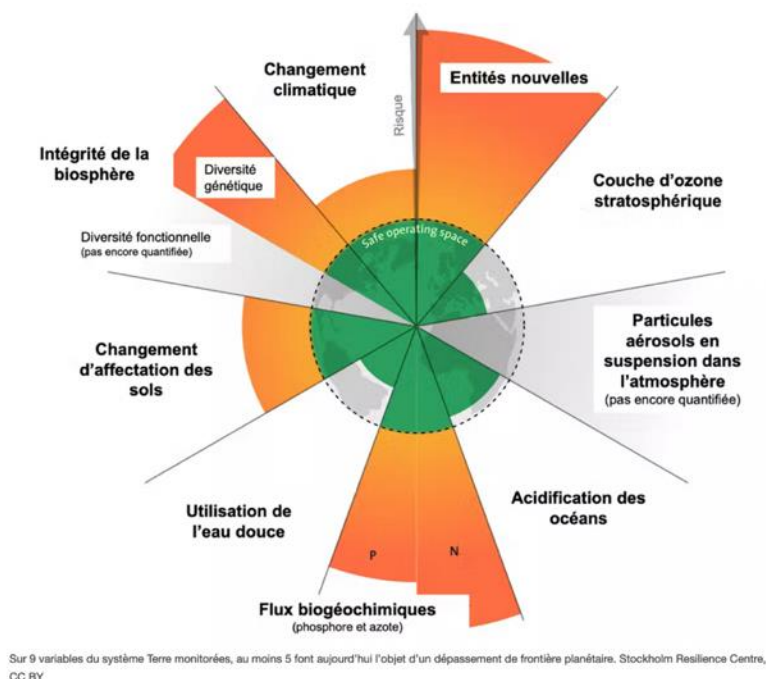 Changement
climatique
Risque
Entités nouvelles
Intégrité de la
biosphère
Diversité
génétique
Couche d'ozone
stratosphérique
Diversité fonctionnelle
(pas encore quantifiée)
Safe operating space
Changement
d'affectation des
sols
Particules
aérosols en
suspension dans
l'atmosphère
(pas encore quantifiée)
Utilisation de
l'eau douce
Acidification des
océans
P
N
Flux biogéochimiques
(phosphore et azote)
Sur 9 variables du système Terre monitorées, au moins 5 font aujourd'hui l'objet d'un dépassement de frontière planétaire. Stockholm Resilience Centre,
CC BY